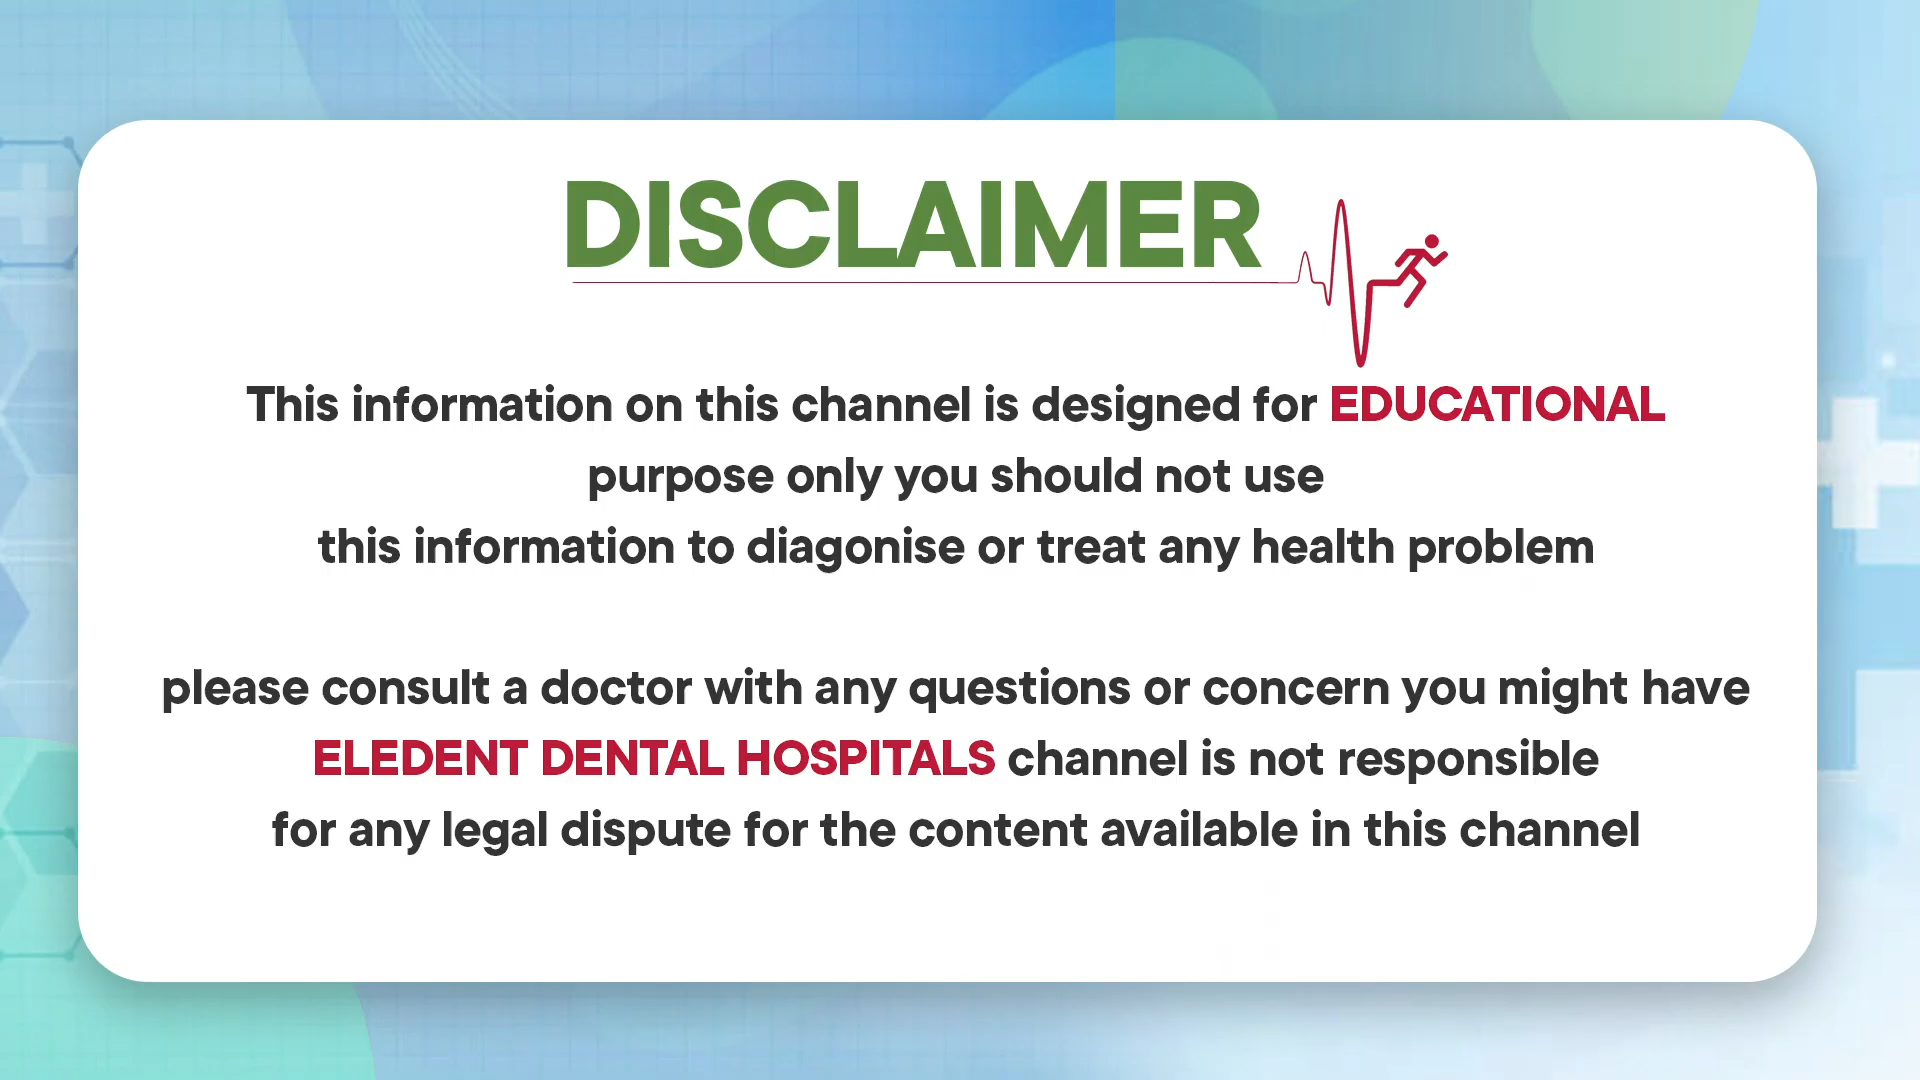 DISCLAIMER
This information on this channel is designed for EDUCATIONAL
purpose only you should not use
this information to diagonise or treat any health problem
please consult a doctor with any questions or concern you might have
ELEDENT DENTAL HOSPITALS channel is not responsible
for any legal dispute for the content available in this channel